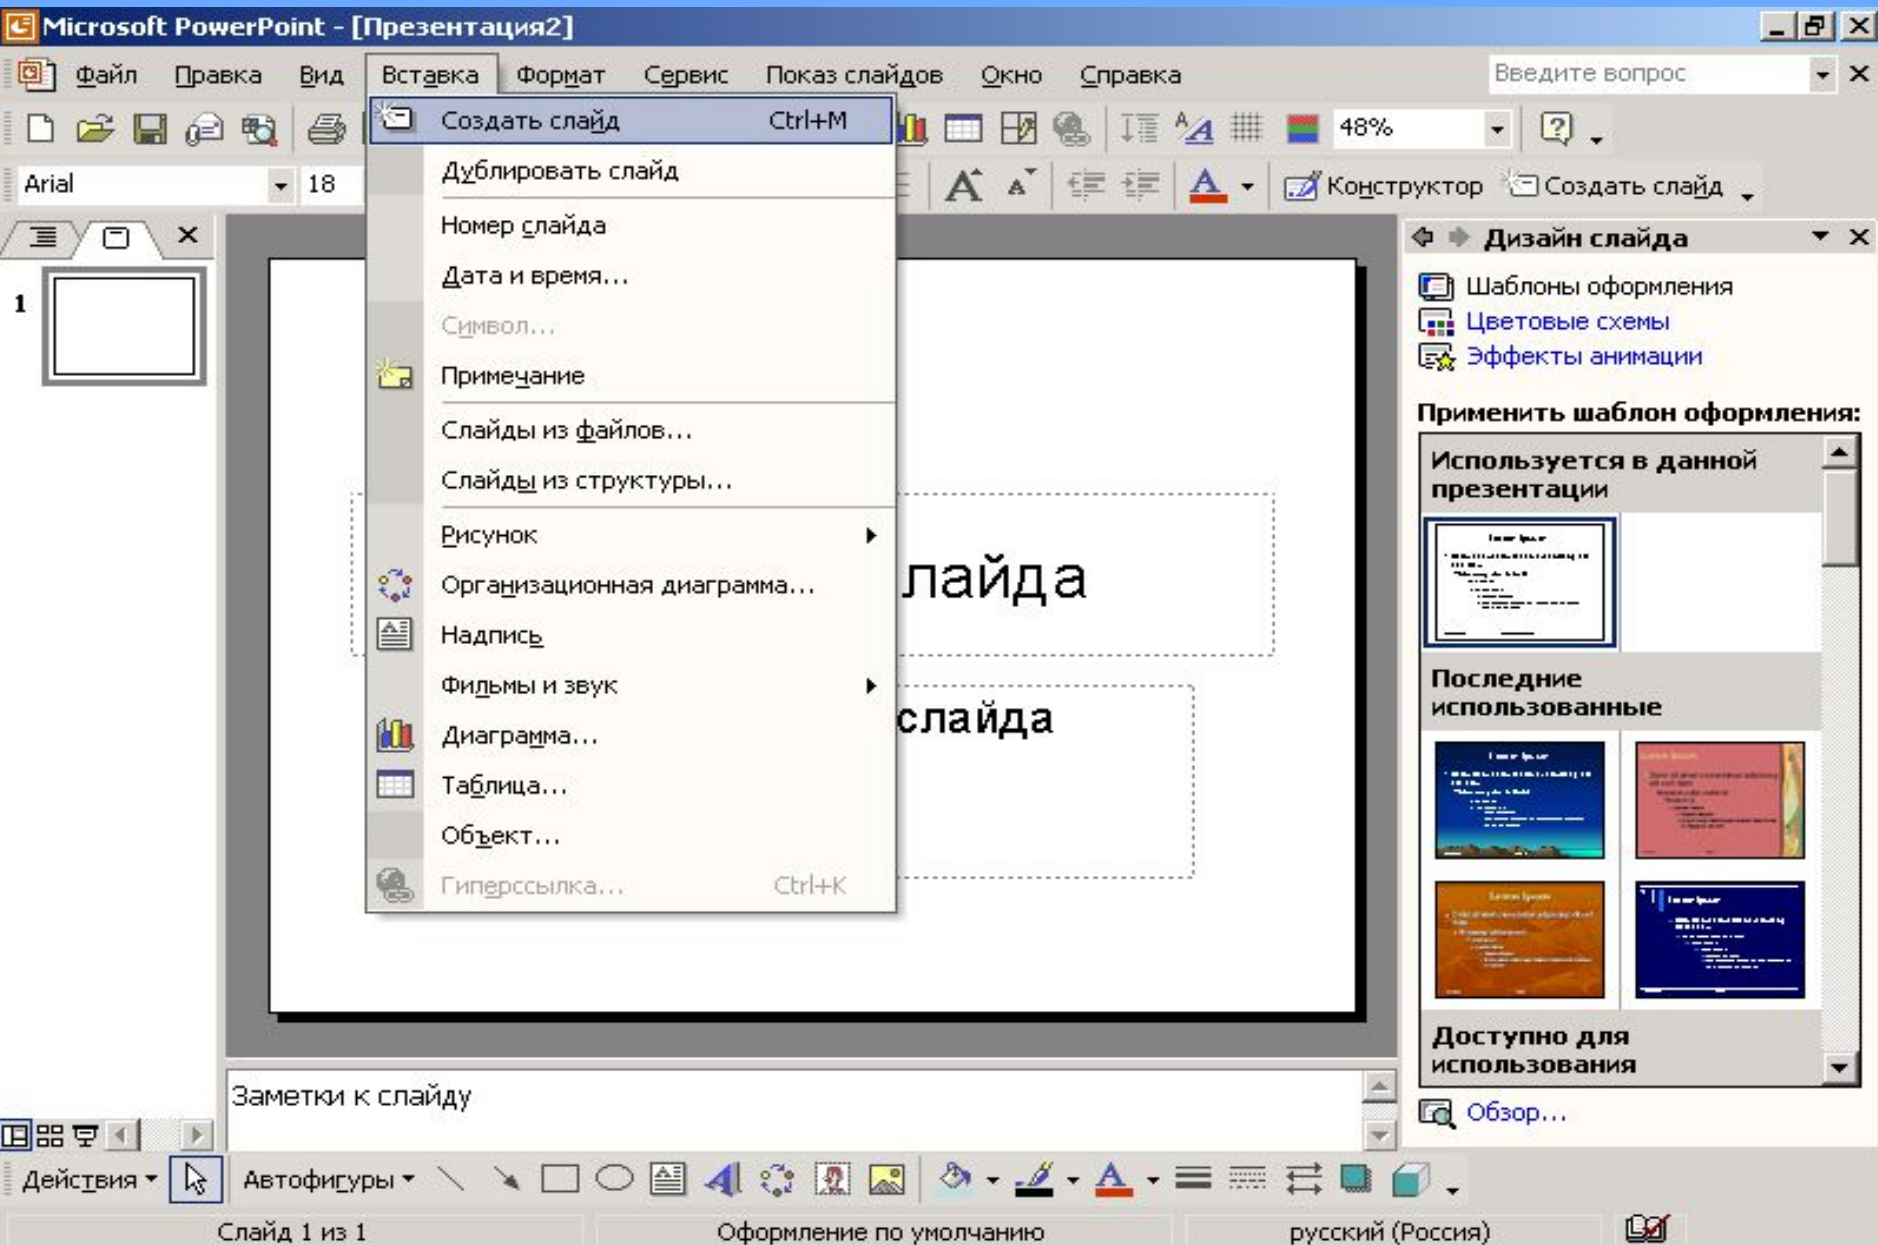 Microsoft PowerPoint - [Презентация2]
Файл Правка Вид Вставка Формат Сервис Показ слайдов Окно Справка Введите вопрос
48%
Arial 18 Конструктор Создать слайд
Создать слайд Ctrl+M
Дублировать слайд
Номер слайда
Дата и время...
Символ...
Примечание
Слайды из файлов...
Слайды из структуры...
Рисунок
Организационная диаграмма...
Надпись
Фильмы и звук
Диаграмма...
Таблица...
Объект...
Гиперссылка... Ctrl+K
1
лайда
слайда
Заметки к слайду
Дизайн слайда
Шаблоны оформления
Цветовые схемы
Эффекты анимации
Применить шаблон оформления:
Используется в данной
презентации
Последние
использованные
Доступно для
использования
Обзор...
Действия Автофигуры
Слайд 1 из 1 Оформление по умолчанию русский (Россия)